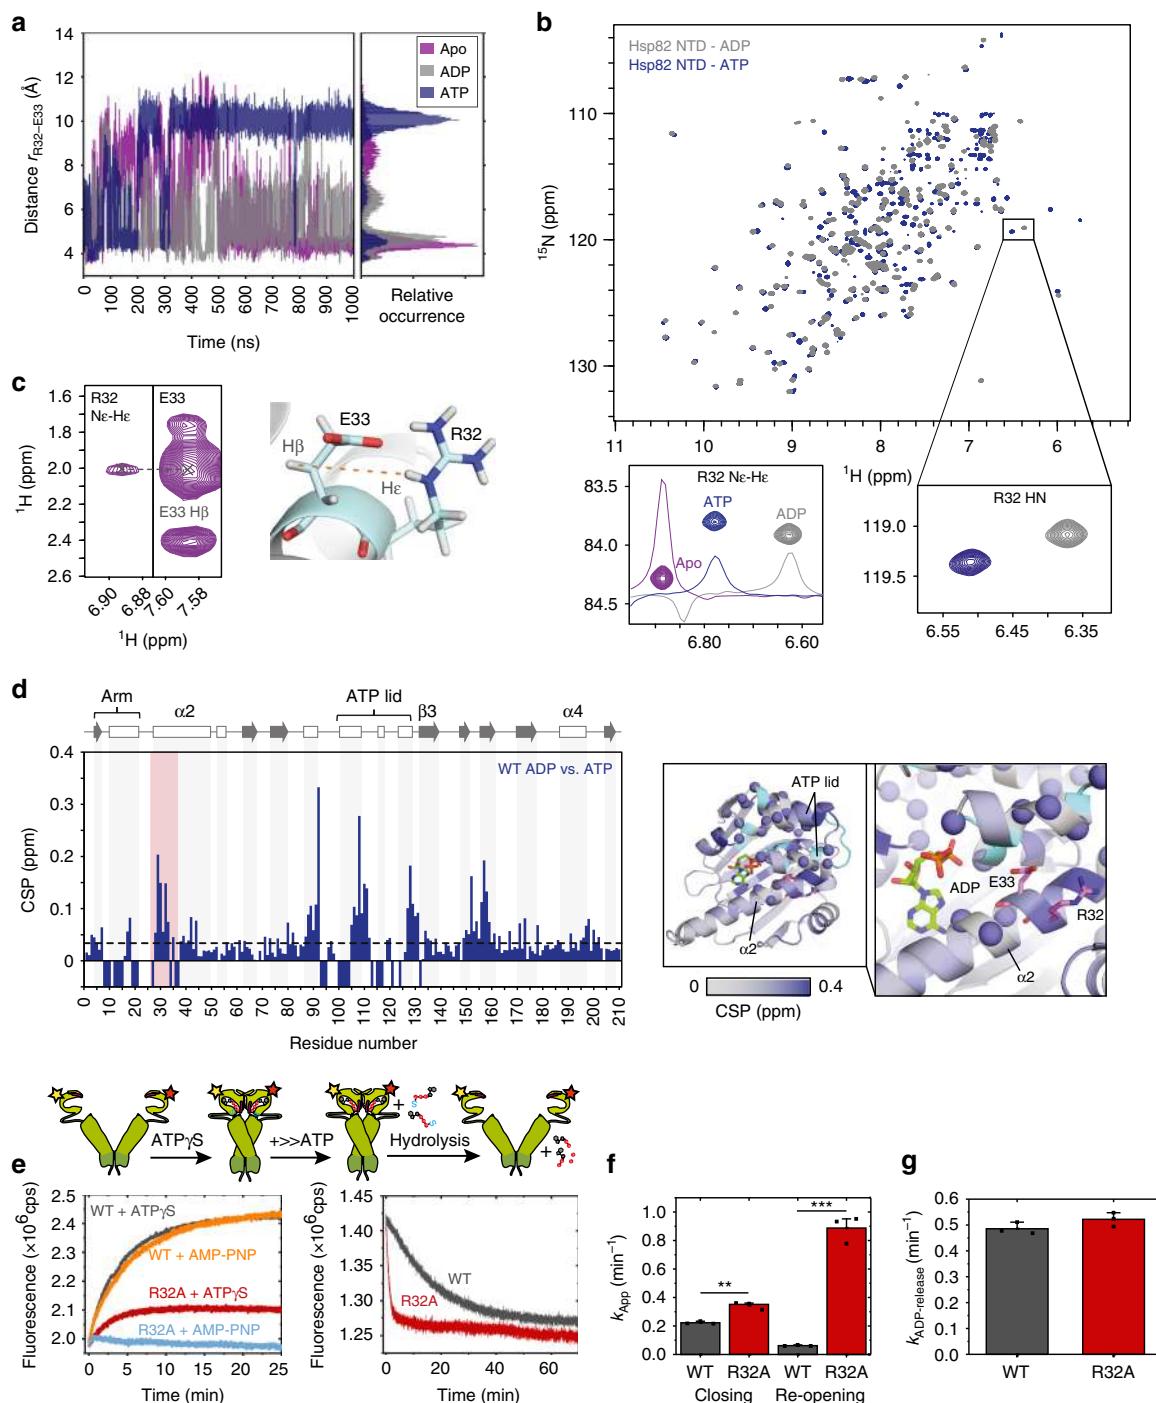 a
14
12
10
8
6
4
Distance r R32–E33 (Å)
Apo
ADP
ATP
0
100
200
300
400
500
600
700
800
900
1000
Time (ns)
Relative
occurrence
b
Hsp82 NTD - ADP
Hsp82 NTD - ATP
110
120
130
15N (ppm)
11
10
9
8
7
6
1H (ppm)
R32 Nε-Hε
83.5
84.0
84.5
Apo
ATP
ADP
6.80
6.60
R32 HN
119.0
119.5
6.55
6.45
6.35
c
1.6
1.8
2.0
2.2
2.4
2.6
1H (ppm)
R32
Nε-Hε
E33
E33 Hβ
6.90
6.88
7.60
7.58
1H (ppm)
E33
R32
Hβ
Hε
d
Arm
α2
ATP lid
β3
α4
0.4
0.3
0.2
0.1
0
CSP (ppm)
WT ADP vs. ATP
0
10
20
30
40
50
60
70
80
90
100
110
120
130
140
150
160
170
180
190
200
210
Residue number
ATP lid
α2
0
0.4
CSP (ppm)
ADP
E33
R32
α2
ATPγS
+>>ATP
+
S
S
Hydrolysis
+
e
2.5
2.4
2.3
2.2
2.1
2.0
Fluorescence (×10⁶cps)
WT + ATPγS
WT + AMP-PNP
R32A + ATPγS
R32A + AMP-PNP
0
5
10
15
20
25
Time (min)
1.45
1.40
1.35
1.30
1.25
Fluorescence (×10⁶cps)
WT
R32A
0
20
40
60
Time (min)
f
1.0
0.8
0.6
0.4
0.2
0.0
kApp (min−1)
**
***
WT
R32A
WT
R32A
Closing
Re-opening
g
0.6
0.5
0.4
0.3
0.2
0.1
0.0
kADP-release (min−1)
WT
R32A